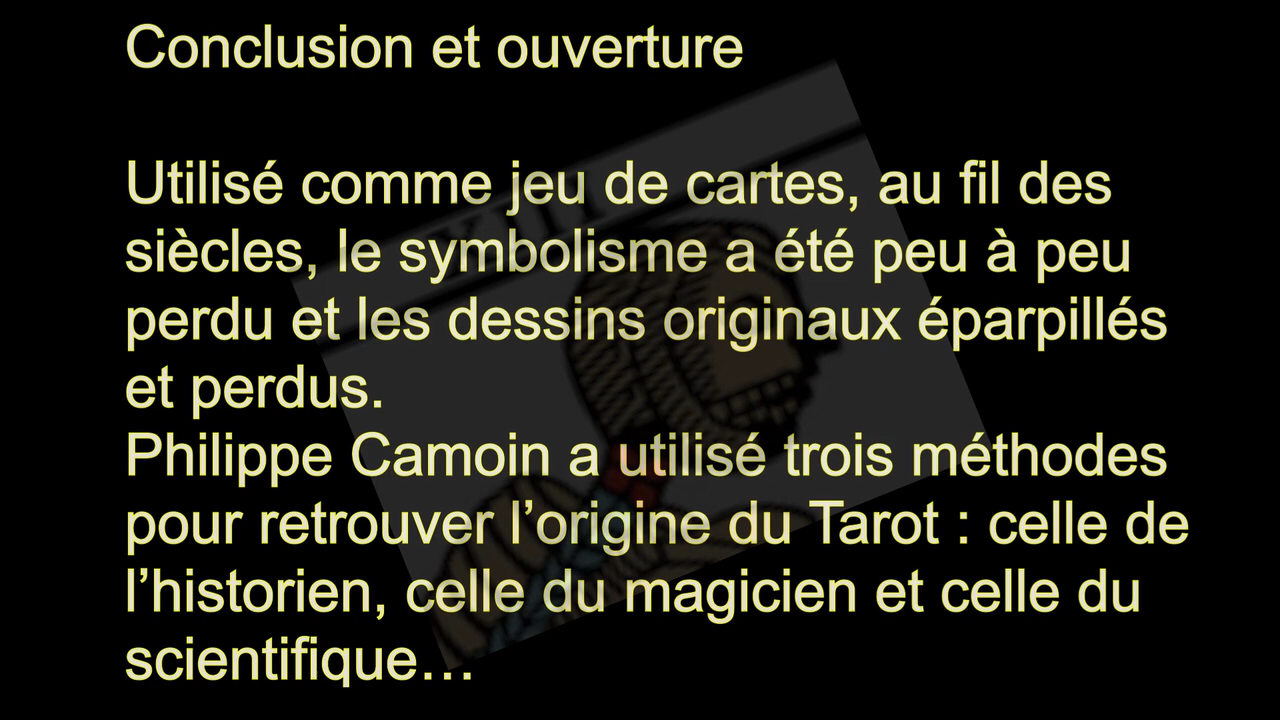 Conclusion et ouverture
Utilisé comme jeu de cartes, au fil des
siècles, le symbolisme a été peu à peu
perdu et les dessins originaux éparpillés
et perdus.
Philippe Camoin a utilisé trois méthodes
pour retrouver l’origine du Tarot : celle de
l’historien, celle du magicien et celle du
scientifique…